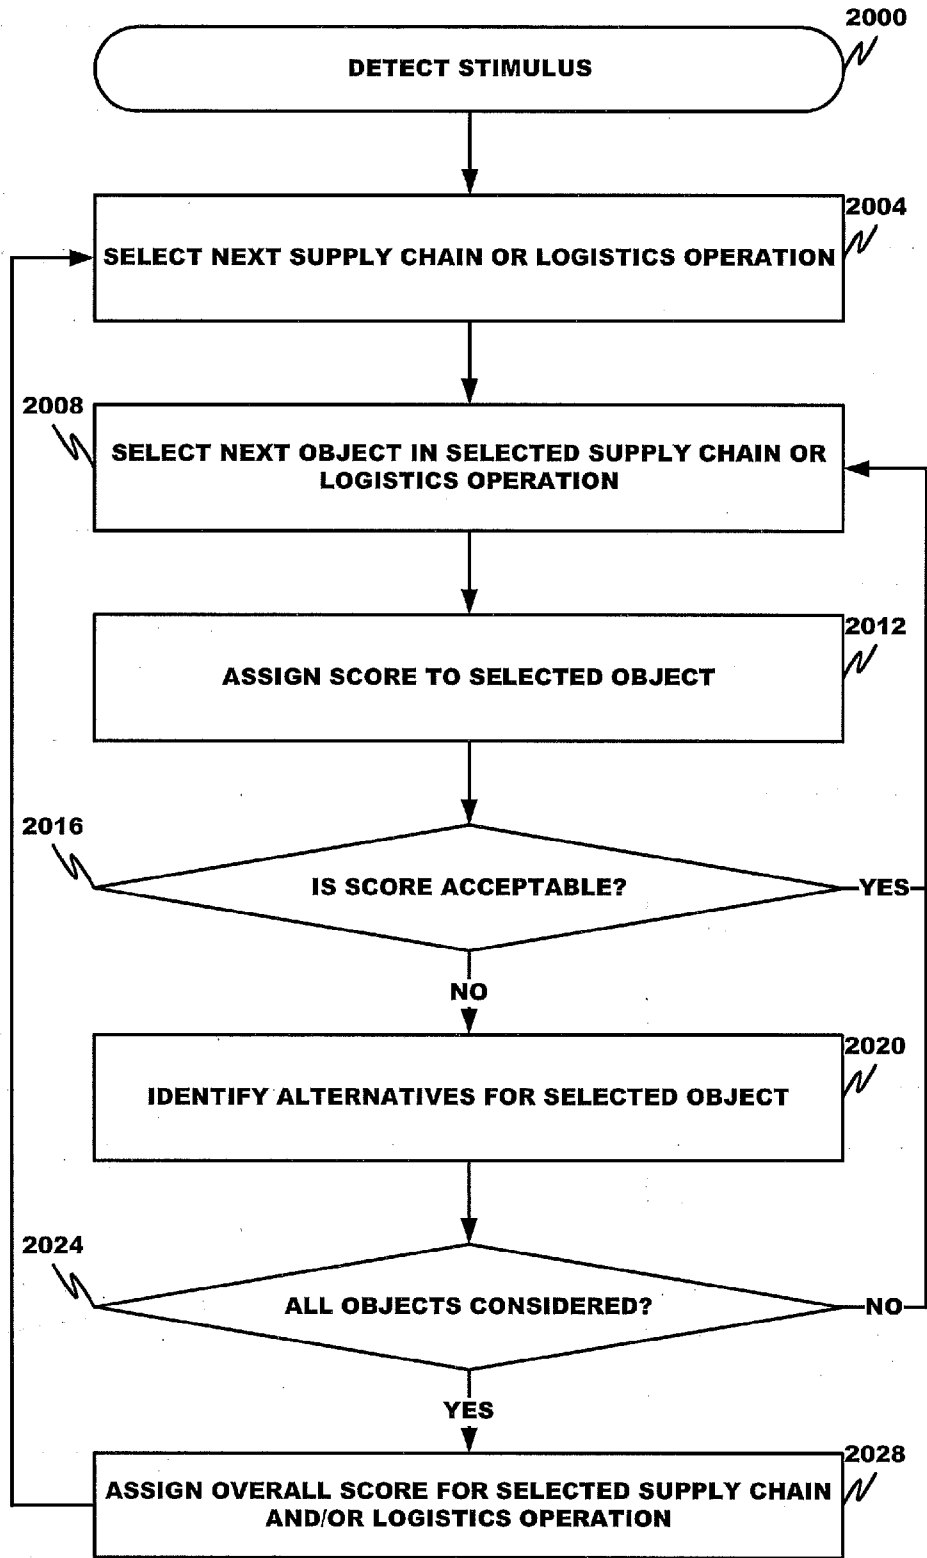 2000
DETECT STIMULUS
2004
SELECT NEXT SUPPLY CHAIN OR LOGISTICS OPERATION
2008
SELECT NEXT OBJECT IN SELECTED SUPPLY CHAIN OR
LOGISTICS OPERATION
2012
ASSIGN SCORE TO SELECTED OBJECT
2016
IS SCORE ACCEPTABLE?
YES
NO
2020
IDENTIFY ALTERNATIVES FOR SELECTED OBJECT
2024
ALL OBJECTS CONSIDERED?
NO
YES
2028
ASSIGN OVERALL SCORE FOR SELECTED SUPPLY CHAIN
AND/OR LOGISTICS OPERATION